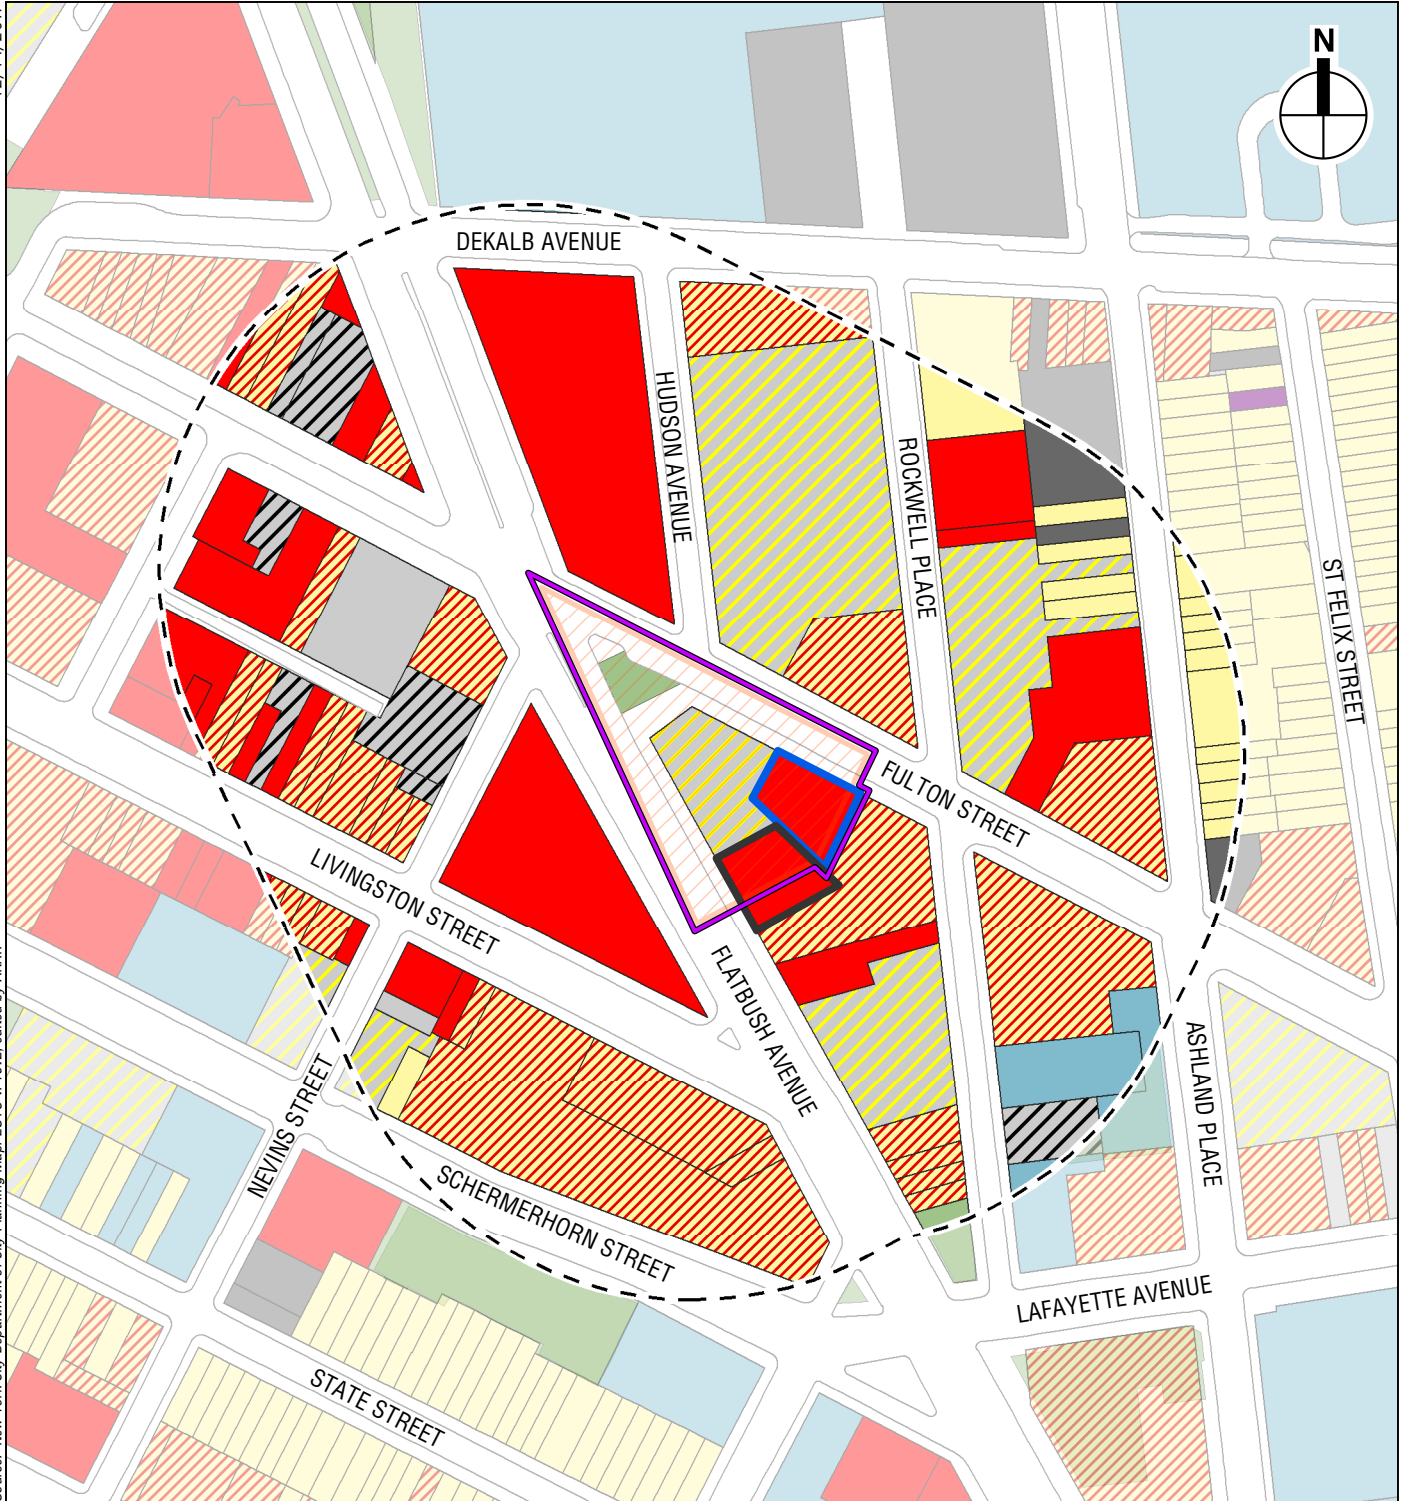 N
DEKALB AVENUE
HUDSON AVENUE
ROCKWELL PLACE
ST FELIX STREET
FULTON STREET
LIVINGSTON STREET
FLATBUSH AVENUE
ASHLAND PLACE
NEVINS STREET
SCHERMERHORN STREET
LAFAYETTE AVENUE
STATE STREET